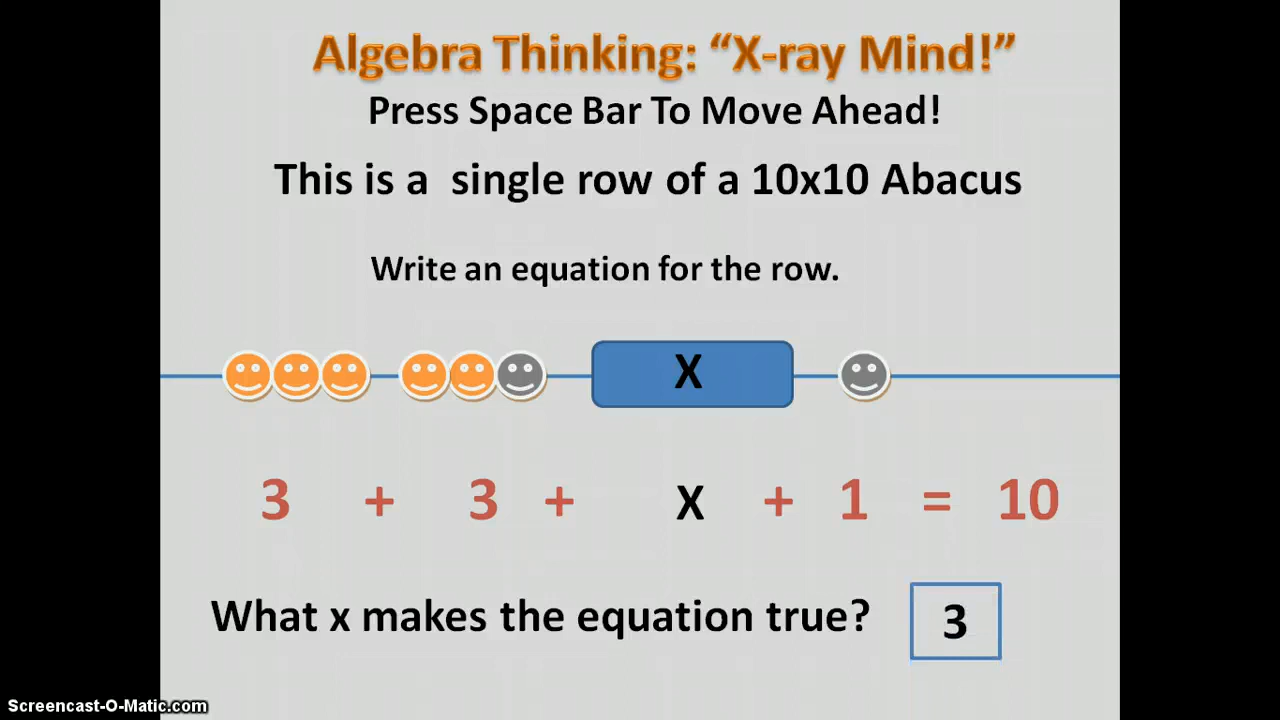 Algebra Thinking: “X-ray Mind!”
Press Space Bar To Move Ahead!
This is a single row of a 10x10 Abacus
Write an equation for the row.
X
3 + 3 + X + 1 = 10
What x makes the equation true? 3
Screencast-O-Matic.com